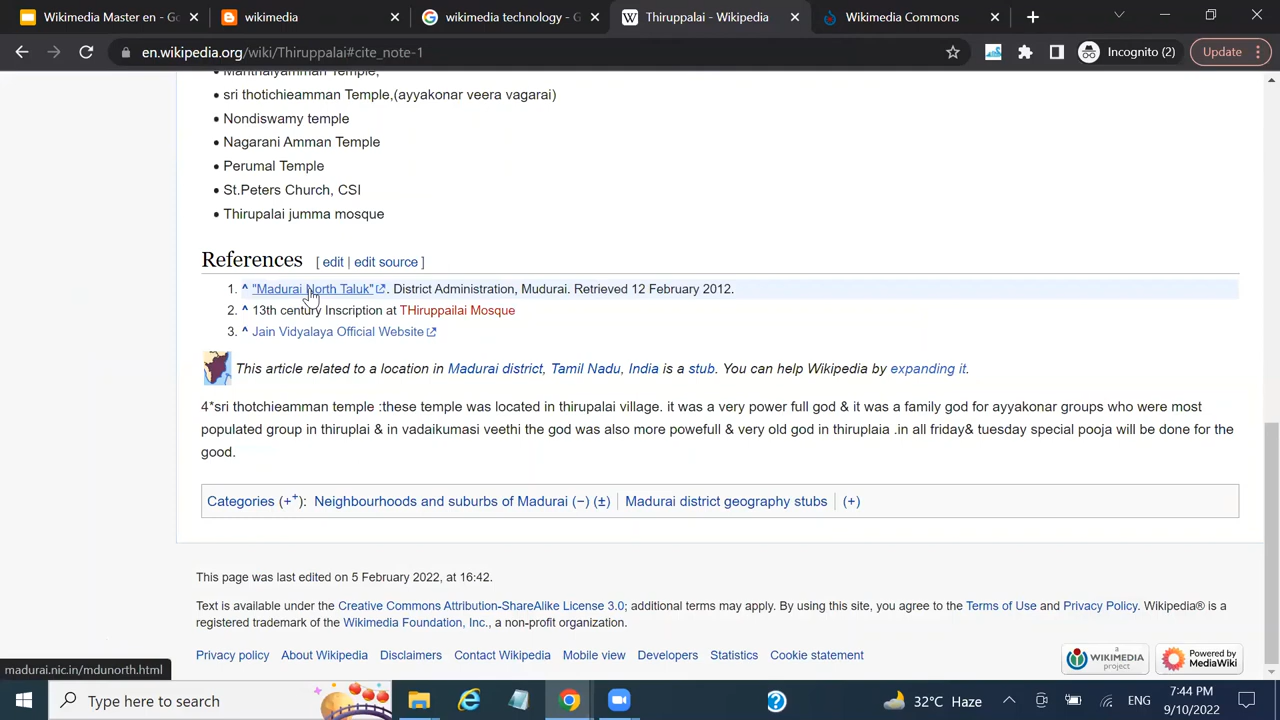 Wikimedia Master en - Go
wikimedia
wikimedia technology - G
Thiruppalai - Wikipedia
Wikimedia Commons
en.wikipedia.org/wiki/Thiruppalai#cite_note-1
Incognito (2)
Update
Manthaiyamman Temple,
sri thotichieamman Temple,(ayyakonar veera vagarai)
Nondiswamy temple
Nagarani Amman Temple
Perumal Temple
St.Peters Church, CSI
Thirupalai jumma mosque
References [ edit | edit source ]
1. ^ "Madurai North Taluk". District Administration, Mudurai. Retrieved 12 February 2012.
2. ^ 13th century Inscription at THiruppailai Mosque
3. ^ Jain Vidyalaya Official Website
This article related to a location in Madurai district, Tamil Nadu, India is a stub. You can help Wikipedia by expanding it.
4*sri thotchieamman temple :these temple was located in thirupalai village. it was a very power full god & it was a family god for ayyakonar groups who were most
populated group in thiruplai & in vadaikumasi veethi the god was also more powefull & very old god in thiruplaia .in all friday& tuesday special pooja will be done for the
good.
Categories (+⁺): Neighbourhoods and suburbs of Madurai (−) (±) | Madurai district geography stubs | (+)
This page was last edited on 5 February 2022, at 16:42.
Text is available under the Creative Commons Attribution-ShareAlike License 3.0; additional terms may apply. By using this site, you agree to the Terms of Use and Privacy Policy. Wikipedia® is a
registered trademark of the Wikimedia Foundation, Inc., a non-profit organization.
Privacy policy About Wikipedia Disclaimers Contact Wikipedia Mobile view Developers Statistics Cookie statement
a WIKIMEDIA project
Powered by MediaWiki
madurai.nic.in/mdunorth.html
Type here to search
32°C Haze
ENG
7:44 PM
9/10/2022